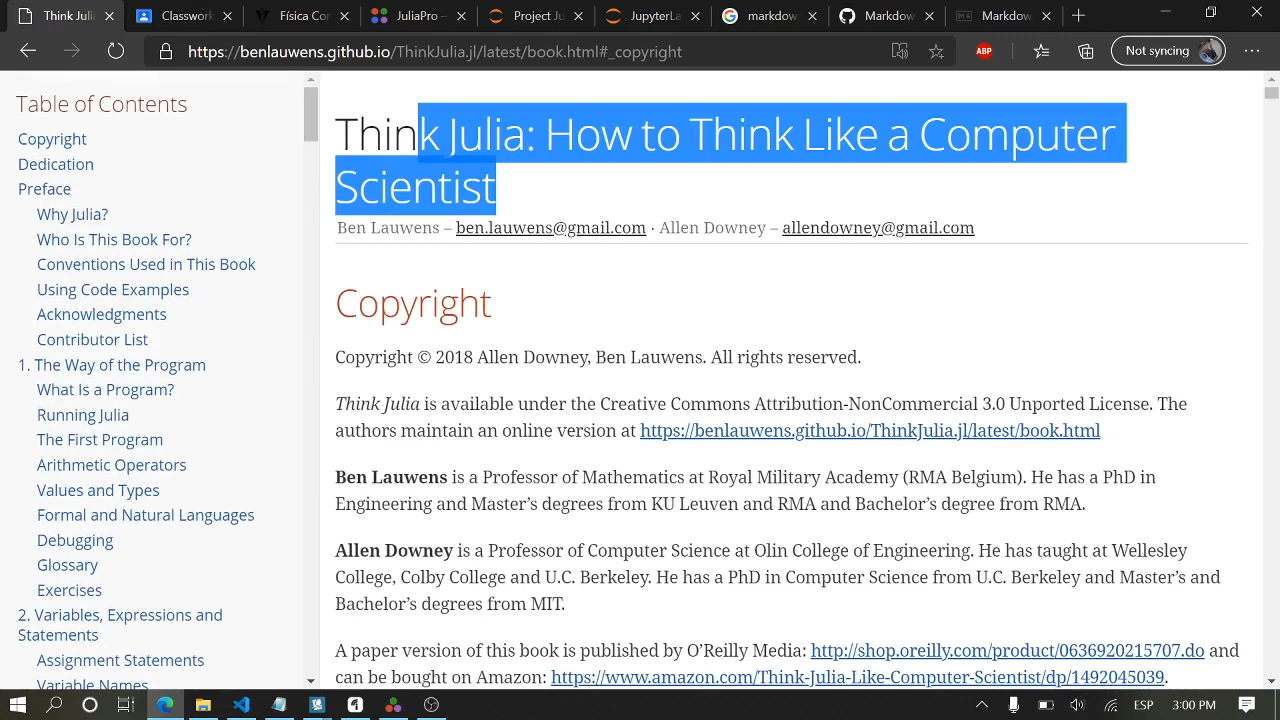 Classwork
Física Co
JuliaPro –
Project Ju
JupyterLa
markdow
Markdow
Markdow
https://benlauwens.github.io/ThinkJulia.jl/latest/book.html#_copyright
ABP
Not syncing
Table of Contents
Copyright
Dedication
Preface
Why Julia?
Who Is This Book For?
Conventions Used in This Book
Using Code Examples
Acknowledgments
Contributor List
1. The Way of the Program
What Is a Program?
Running Julia
The First Program
Arithmetic Operators
Values and Types
Formal and Natural Languages
Debugging
Glossary
Exercises
2. Variables, Expressions and
Statements
Assignment Statements
Variable Names
Think Julia: How to Think Like a Computer
Scientist
Ben Lauwens – ben.lauwens@gmail.com · Allen Downey – allendowney@gmail.com
Copyright
Copyright © 2018 Allen Downey, Ben Lauwens. All rights reserved.
Think Julia is available under the Creative Commons Attribution-NonCommercial 3.0 Unported License. The
authors maintain an online version at https://benlauwens.github.io/ThinkJulia.jl/latest/book.html
Ben Lauwens is a Professor of Mathematics at Royal Military Academy (RMA Belgium). He has a PhD in
Engineering and Master’s degrees from KU Leuven and RMA and Bachelor’s degree from RMA.
Allen Downey is a Professor of Computer Science at Olin College of Engineering. He has taught at Wellesley
College, Colby College and U.C. Berkeley. He has a PhD in Computer Science from U.C. Berkeley and Master’s and
Bachelor’s degrees from MIT.
A paper version of this book is published by O’Reilly Media: http://shop.oreilly.com/product/0636920215707.do and
can be bought on Amazon: https://www.amazon.com/Think-Julia-Like-Computer-Scientist/dp/1492045039.
ESP
3:00 PM